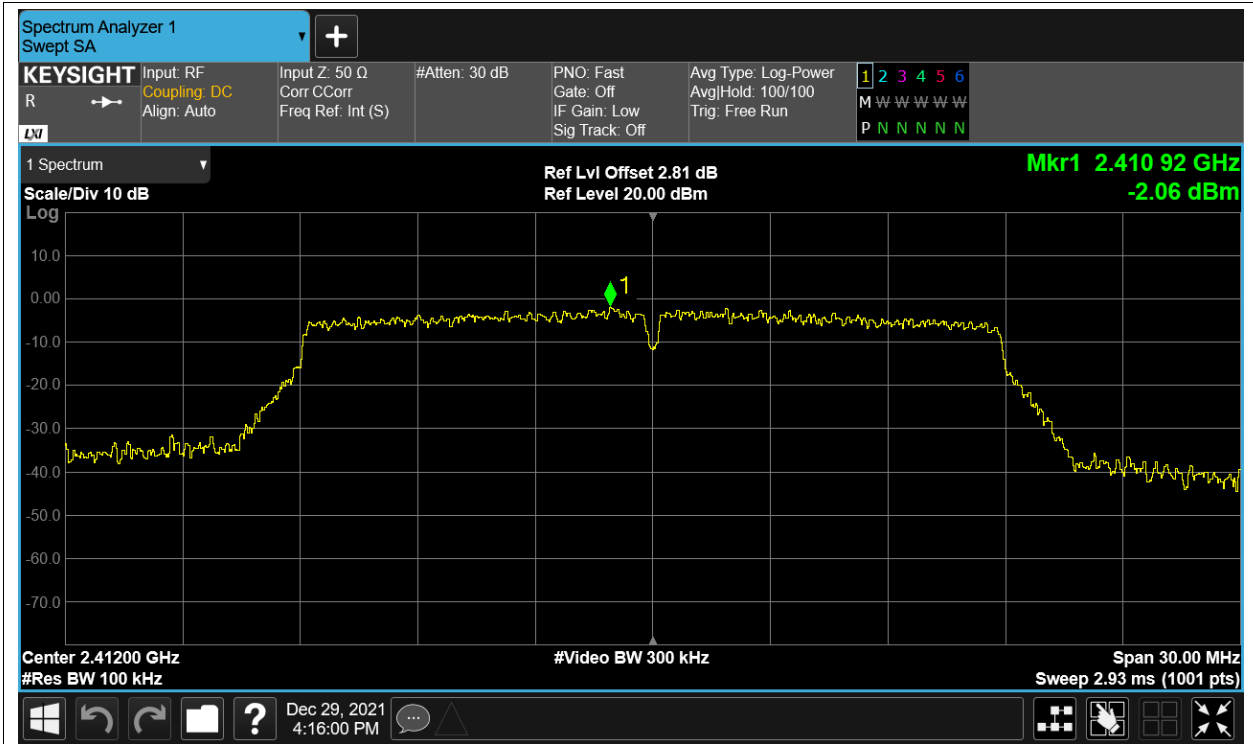 Spectrum Analyzer 1
Swept SA
+
KEYSIGHT
R
LXI
Input: RF
Coupling: DC
Align: Auto
Input Z: 50 Ω
Corr CCorr
Freq Ref: Int (S)
#Atten: 30 dB
PNO: Fast
Gate: Off
IF Gain: Low
Sig Track: Off
Avg Type: Log-Power
Avg|Hold: 100/100
Trig: Free Run
1 2 3 4 5 6
M W W W W W
P N N N N N
1 Spectrum
Scale/Div 10 dB
Log
Ref Lvl Offset 2.81 dB
Ref Level 20.00 dBm
Mkr1 2.410 92 GHz
-2.06 dBm
1
10.0
0.00
-10.0
-20.0
-30.0
-40.0
-50.0
-60.0
-70.0
Center 2.41200 GHz
#Res BW 100 kHz
#Video BW 300 kHz
Span 30.00 MHz
Sweep 2.93 ms (1001 pts)
?
Dec 29, 2021
4:16:00 PM